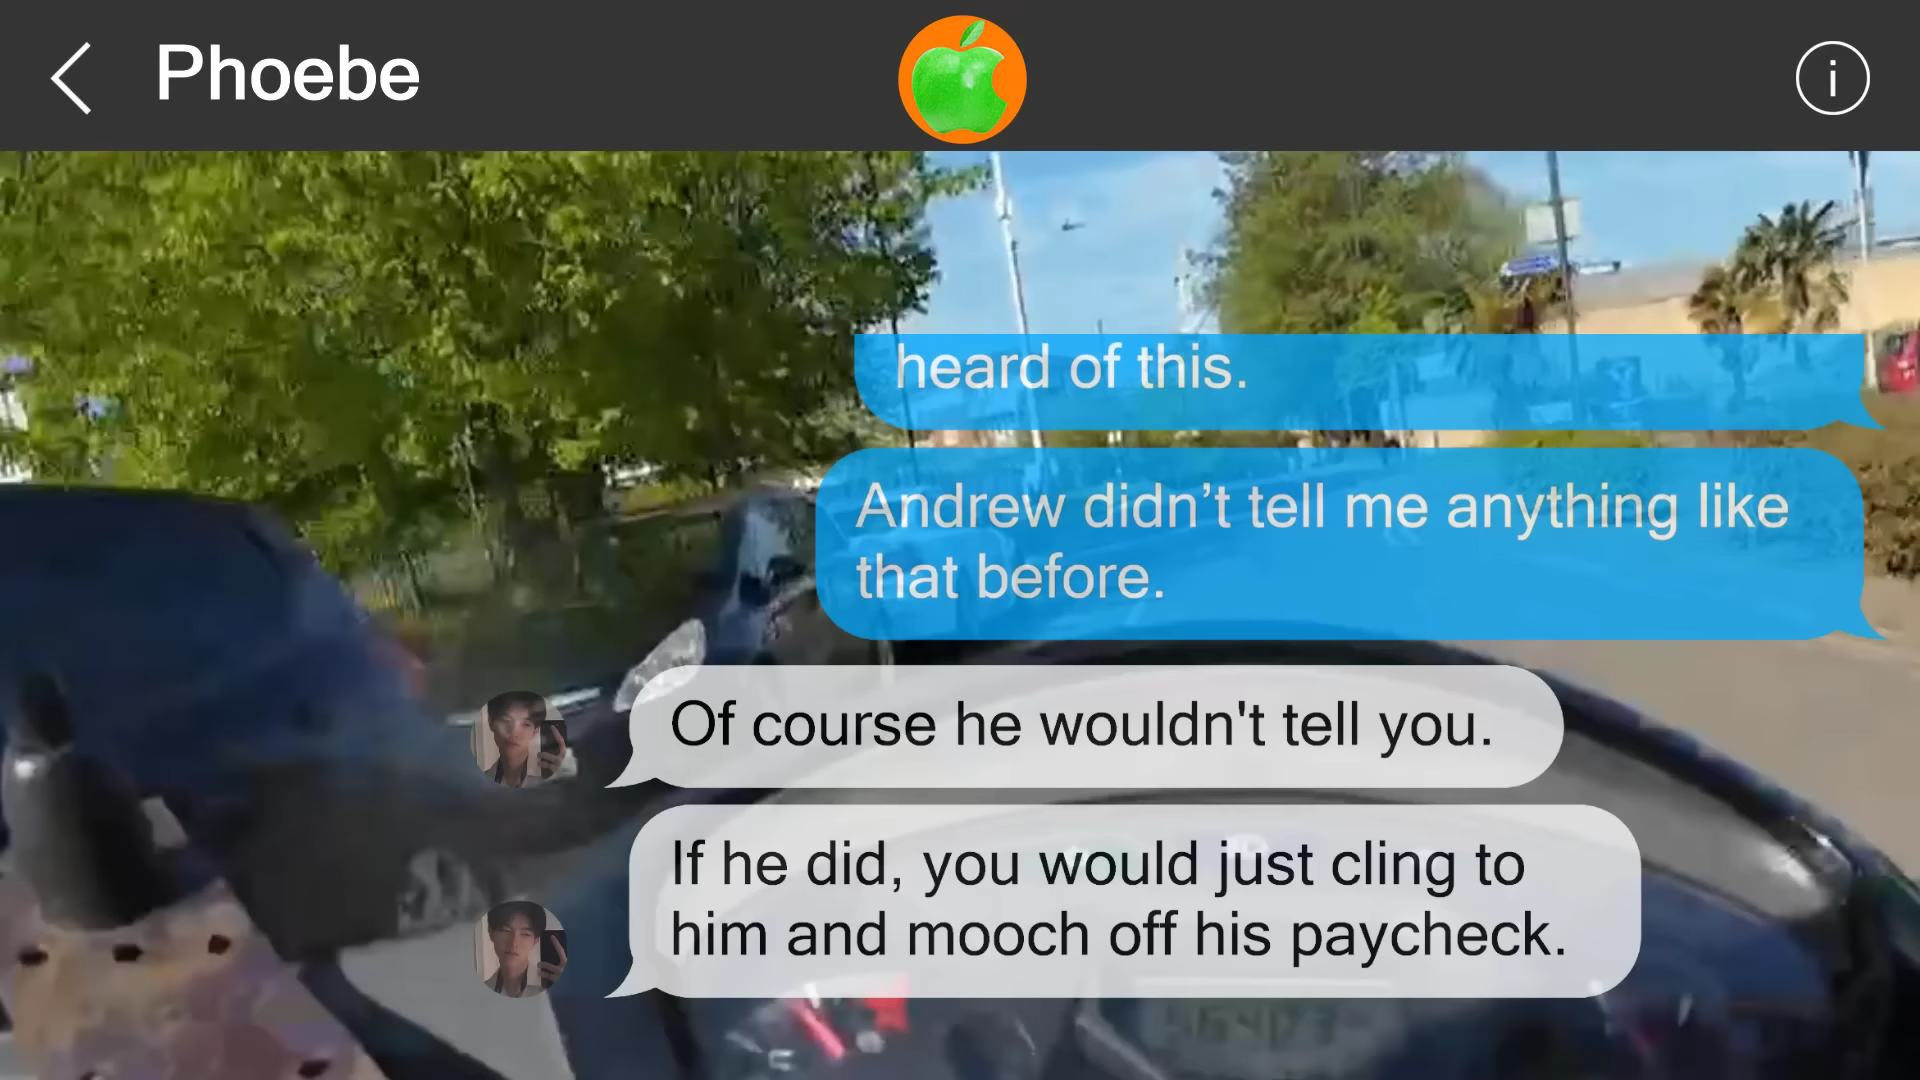 Phoebe
i
heard of this.
Andrew didn’t tell me anything like
that before.
Of course he wouldn't tell you.
If he did, you would just cling to
him and mooch off his paycheck.